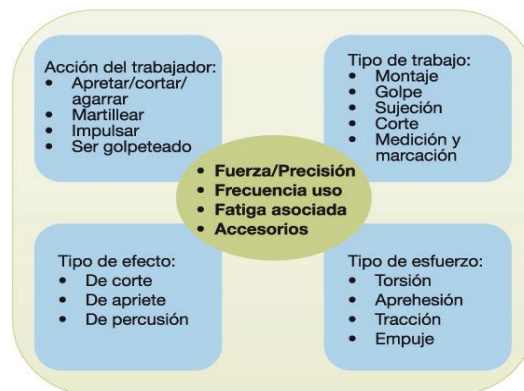 Acción del trabajador:
• Apretar/cortar/
agarrar
• Martillear
• Impulsar
• Ser golpeteado
Tipo de trabajo:
• Montaje
• Golpe
• Sujeción
• Corte
• Medición y
marcación
• Fuerza/Precisión
• Frecuencia uso
• Fatiga asociada
• Accesorios
Tipo de efecto:
• De corte
• De apriete
• De percusión
Tipo de esfuerzo:
• Torsión
• Aprehesión
• Tracción
• Empuje